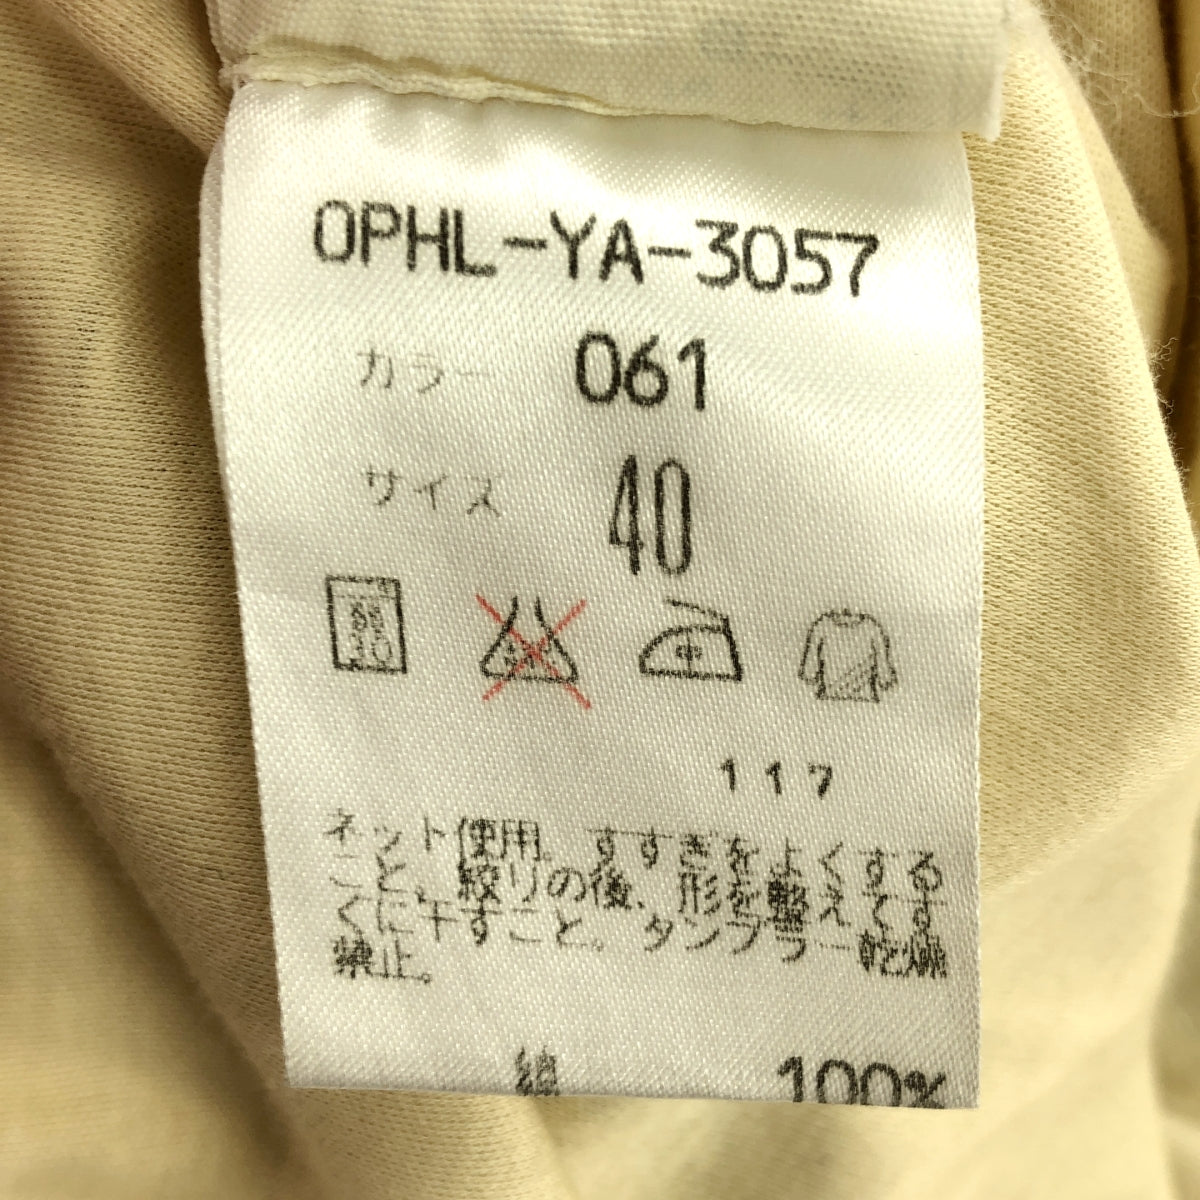 OPHL-YA-3057
カラー 061
サイズ 40
30
117
ネット使用。すすぎをよくする
こと、絞りの後、形を整えてす
ぐに干すこと。タンブラー乾燥
禁止。
綿 100%